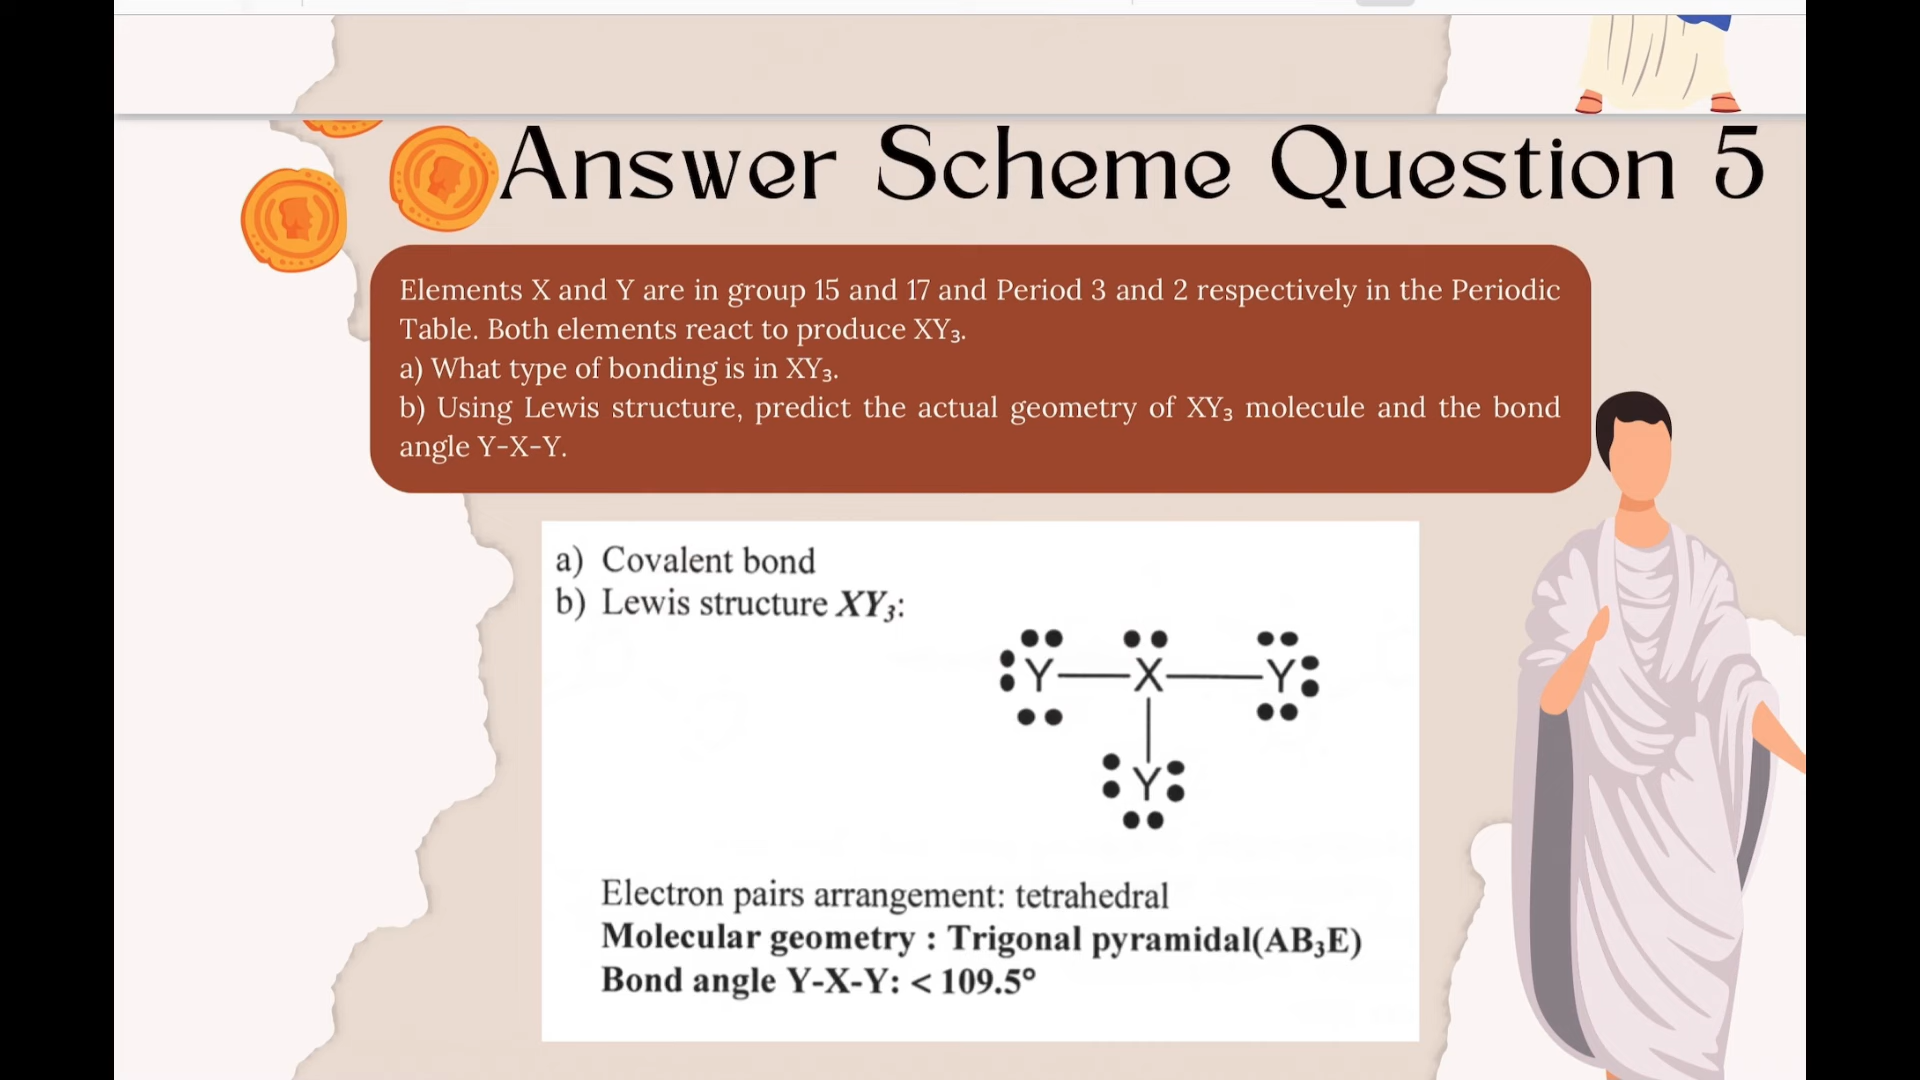 Answer Scheme Question 5
Elements X and Y are in group 15 and 17 and Period 3 and 2 respectively in the Periodic
Table. Both elements react to produce XY₃.
a) What type of bonding is in XY₃.
b) Using Lewis structure, predict the actual geometry of XY₃ molecule and the bond
angle Y-X-Y.
a) Covalent bond
b) Lewis structure XY₃:
Y X Y
Y
Electron pairs arrangement: tetrahedral
Molecular geometry : Trigonal pyramidal(AB₃E)
Bond angle Y-X-Y: < 109.5°